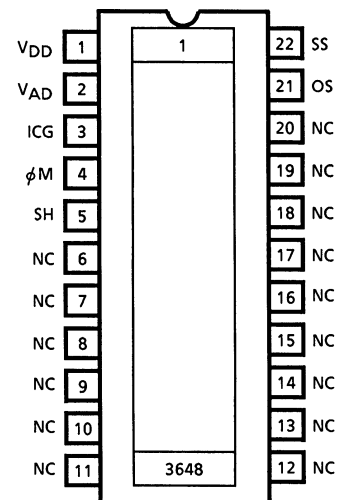 VDD 1 1 22 SS
VAD 2 21 OS
ICG 3 20 NC
ϕM 4 19 NC
SH 5 18 NC
NC 6 17 NC
NC 7 16 NC
NC 8 15 NC
NC 9 14 NC
NC 10 13 NC
NC 11 3648 12 NC